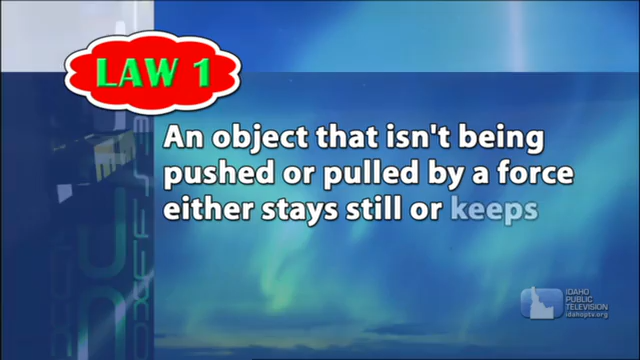 LAW 1
An object that isn't being
pushed or pulled by a force
either stays still or keeps
IDAHO
PUBLIC
TELEVISION
idahoptv.org